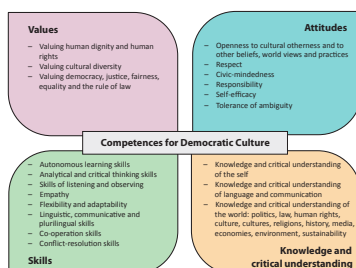 Values
– Valuing human dignity and human
rights
– Valuing cultural diversity
– Valuing democracy, justice, fairness,
equality and the rule of law
Attitudes
– Openness to cultural otherness and to
other beliefs, world views and practices
– Respect
– Civic-mindedness
– Responsibility
– Self-efficacy
– Tolerance of ambiguity
Competences for Democratic Culture
– Autonomous learning skills
– Analytical and critical thinking skills
– Skills of listening and observing
– Empathy
– Flexibility and adaptability
– Linguistic, communicative and
plurilingual skills
– Co-operation skills
– Conflict-resolution skills
Skills
– Knowledge and critical understanding
of the self
– Knowledge and critical understanding
of language and communication
– Knowledge and critical understanding of
the world: politics, law, human rights,
culture, cultures, religions, history, media,
economies, environment, sustainability
Knowledge and
critical understanding